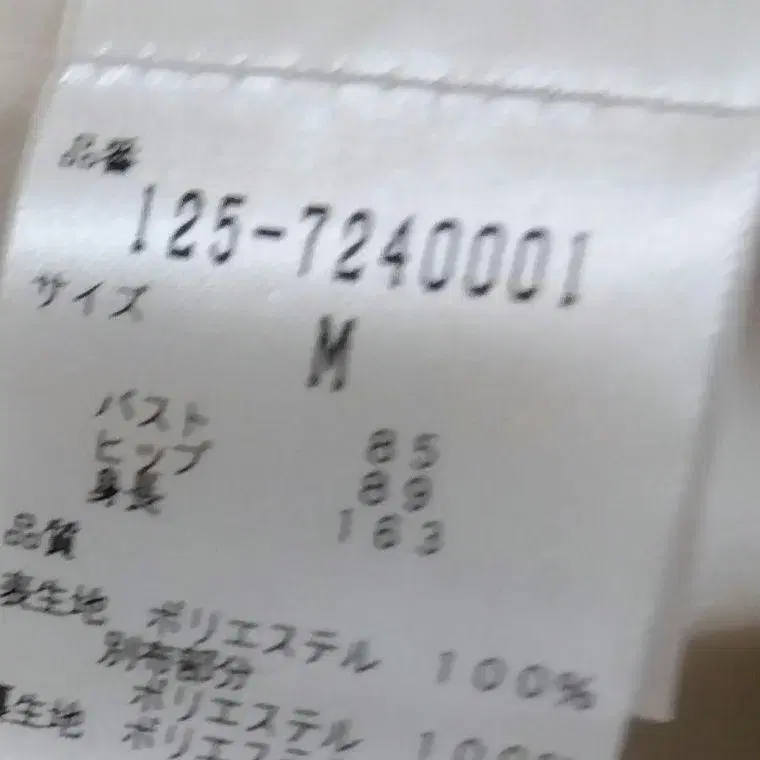 品番
125-7240001
サイズ
M
バスト 85
ヒップ 89
身長 163
品質
表生地 ポリエステル 100%
別布部分
ポリエステル 100%
裏生地 ポリエステル